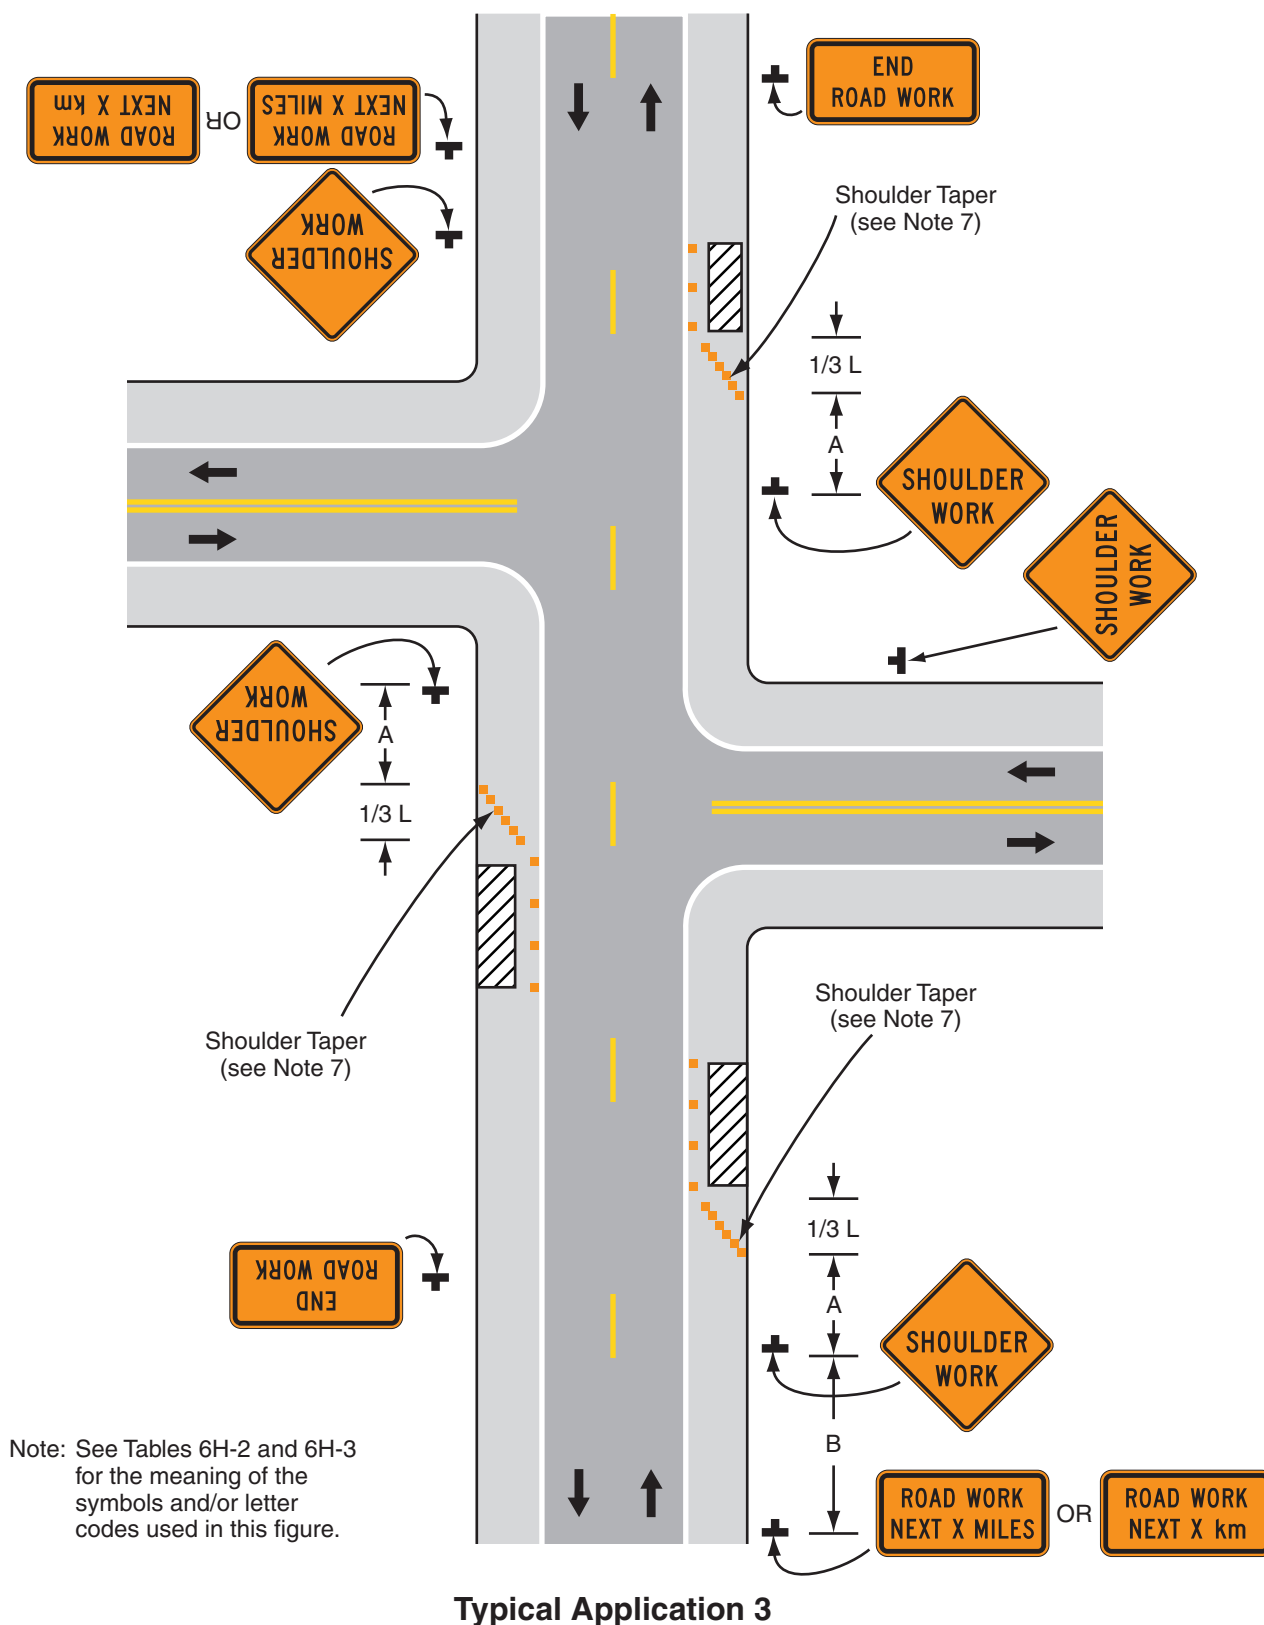 END
ROAD WORK
ROAD WORK
NEXT X km
OR
ROAD WORK
NEXT X MILES
SHOULDER
WORK
Shoulder Taper
(see Note 7)
1/3 L
A
SHOULDER
WORK
SHOULDER
WORK
SHOULDER
WORK
A
1/3 L
Shoulder Taper
(see Note 7)
Shoulder Taper
(see Note 7)
1/3 L
A
END
ROAD WORK
SHOULDER
WORK
B
Note: See Tables 6H-2 and 6H-3
for the meaning of the
symbols and/or letter
codes used in this figure.
ROAD WORK
NEXT X MILES
OR
ROAD WORK
NEXT X km
Typical Application 3